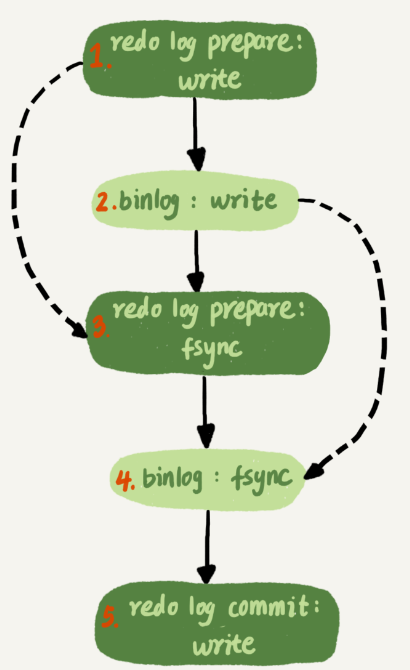 1. redo log prepare:
write
2. binlog : write
3. redo log prepare:
fsync
4. binlog : fsync
5. redo log commit:
write